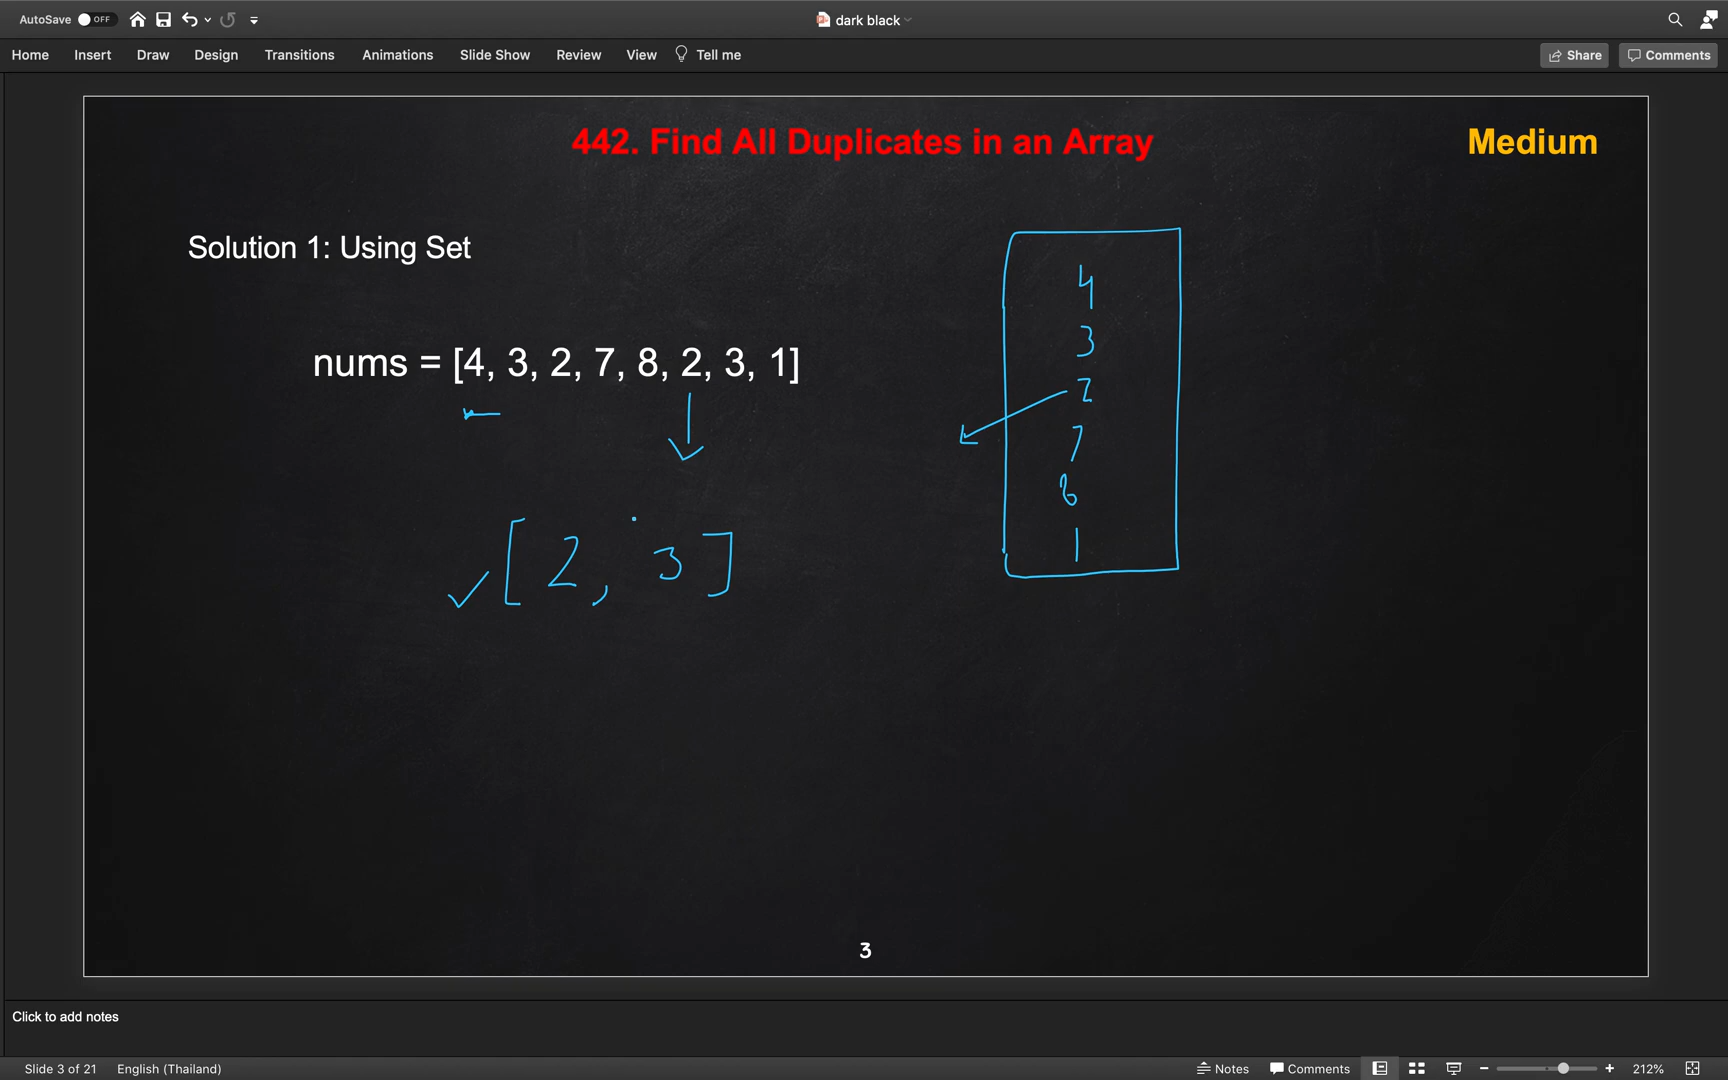 AutoSave OFF
dark black
Home Insert Draw Design Transitions Animations Slide Show Review View Tell me
Share Comments
442. Find All Duplicates in an Array
Medium
Solution 1: Using Set
nums = [4, 3, 2, 7, 8, 2, 3, 1]
[2, 3]
4
3
2
7
8
1
3
Click to add notes
Slide 3 of 21 English (Thailand)
Notes Comments 212%